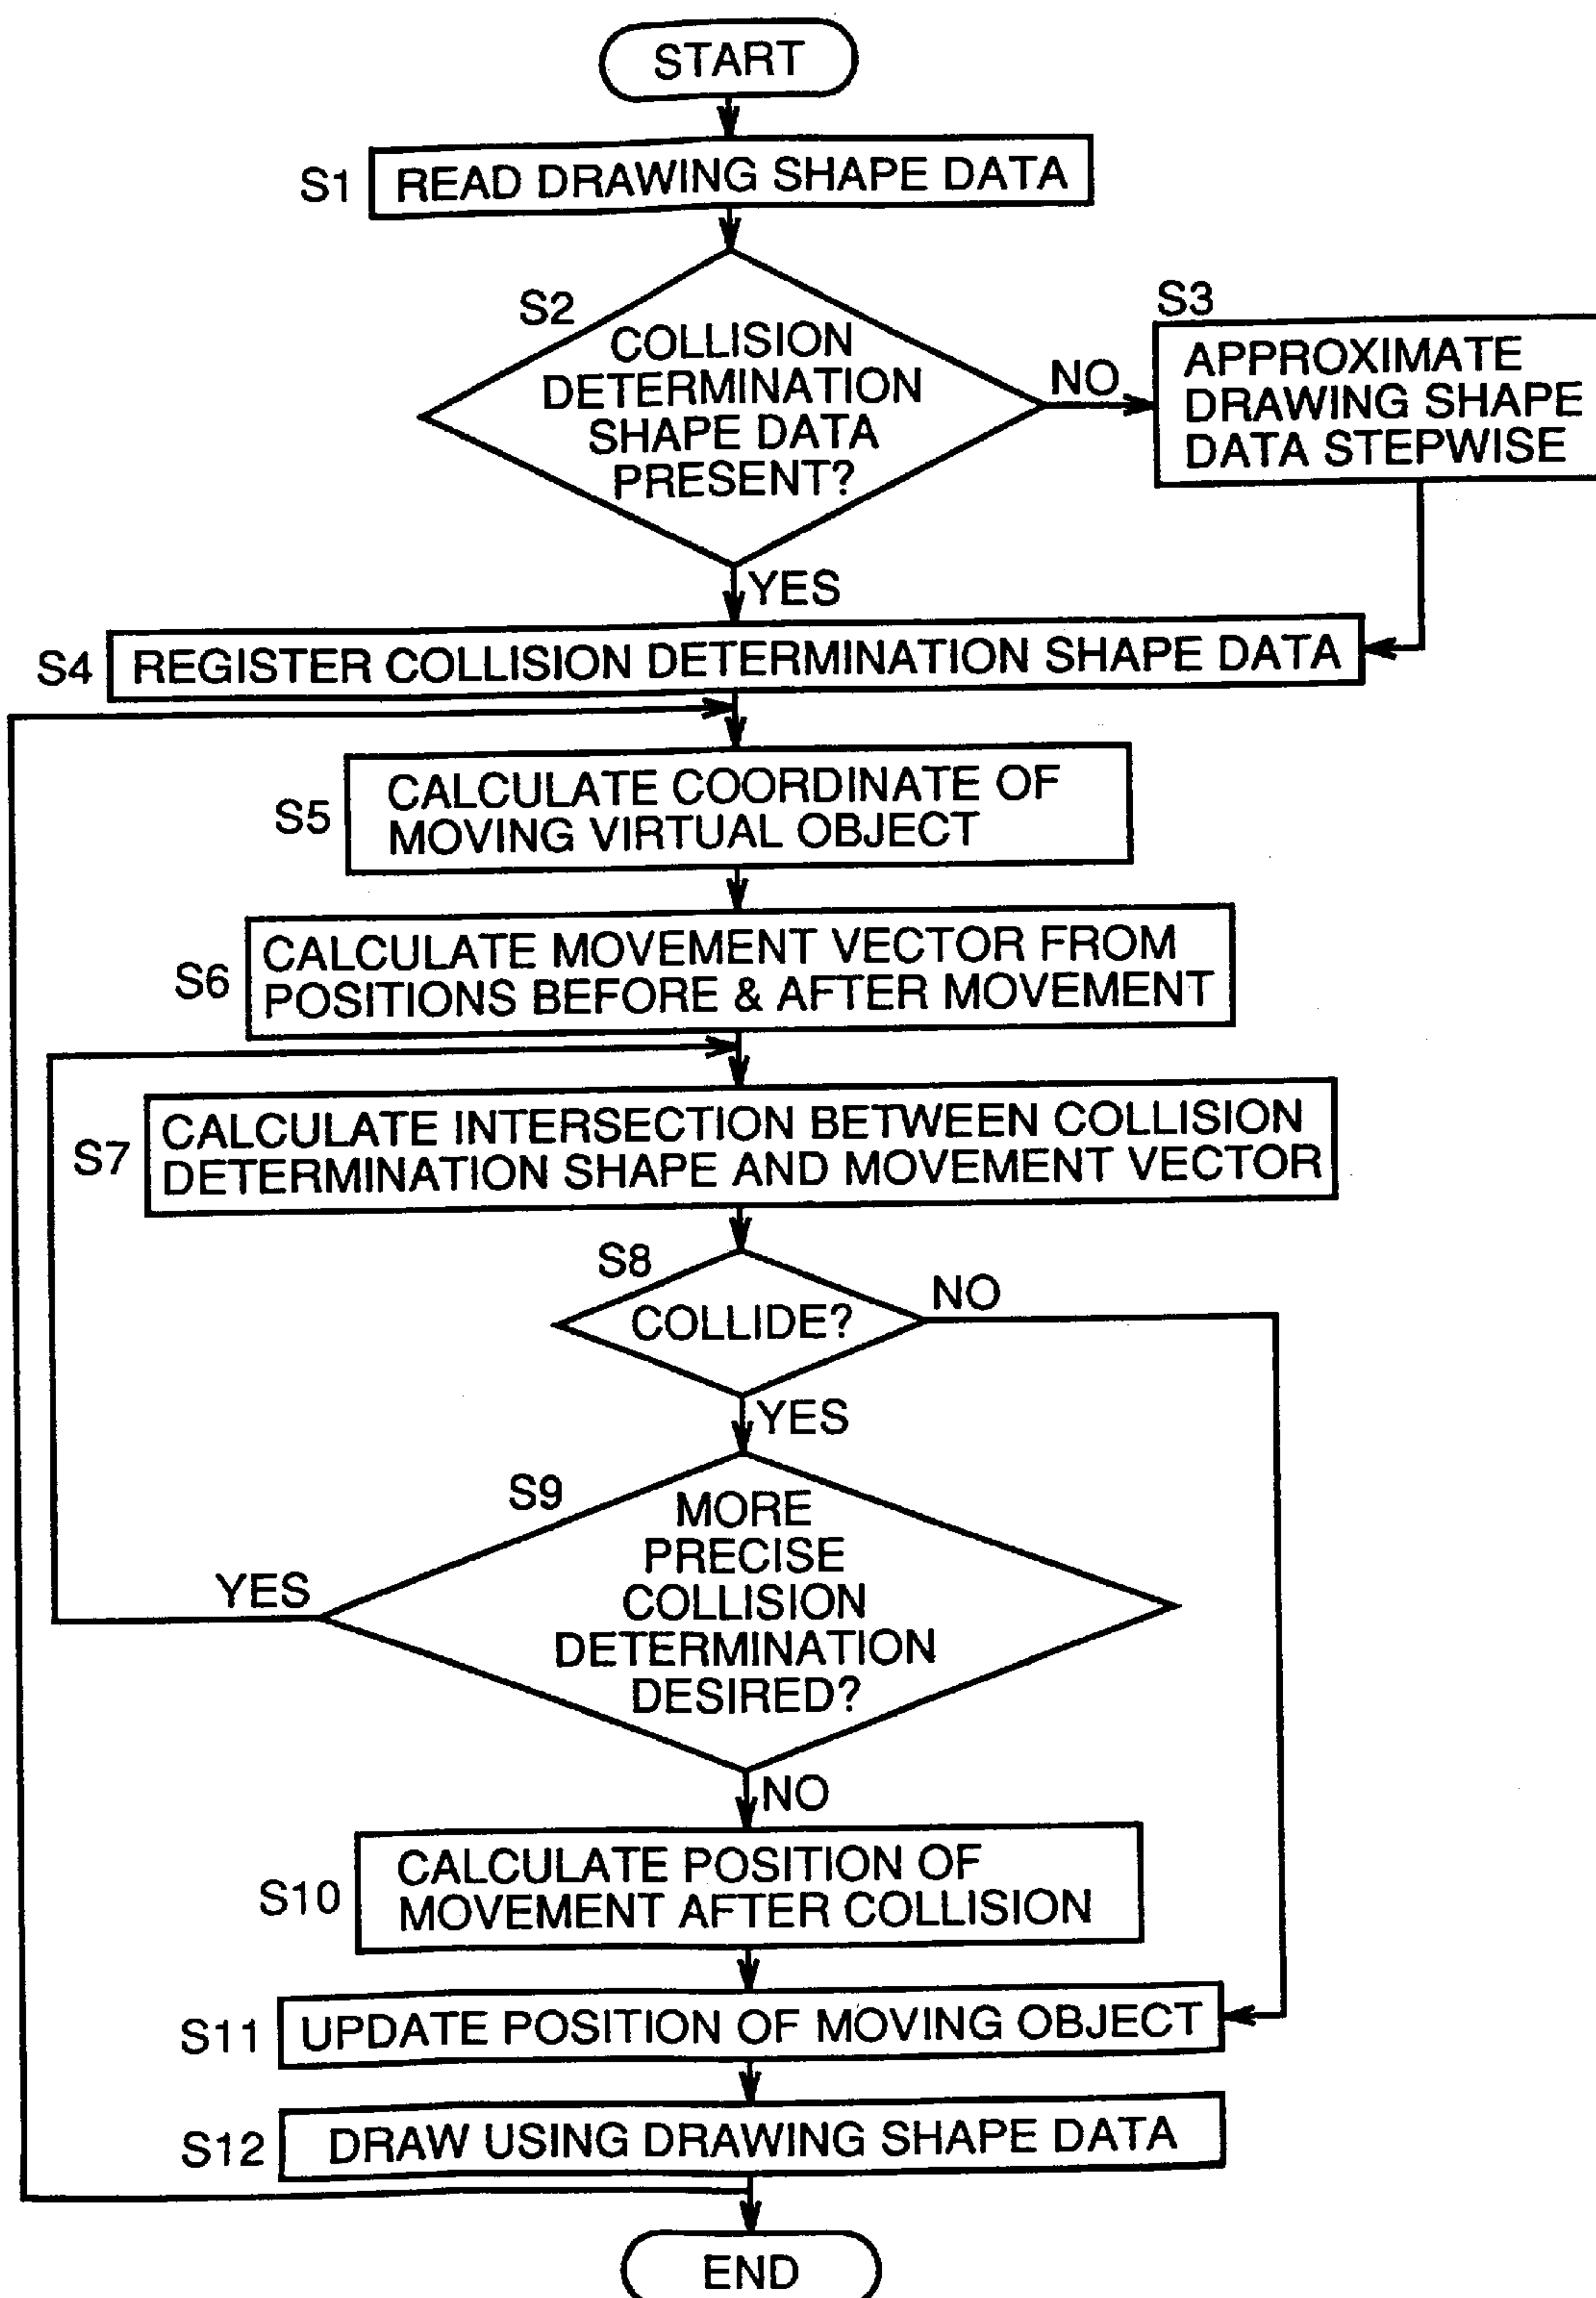 START
S1 READ DRAWING SHAPE DATA
S2
COLLISION
DETERMINATION
SHAPE DATA
PRESENT?
NO
S3
APPROXIMATE
DRAWING SHAPE
DATA STEPWISE
YES
S4 REGISTER COLLISION DETERMINATION SHAPE DATA
S5
CALCULATE COORDINATE OF
MOVING VIRTUAL OBJECT
S6
CALCULATE MOVEMENT VECTOR FROM
POSITIONS BEFORE & AFTER MOVEMENT
S7
CALCULATE INTERSECTION BETWEEN COLLISION
DETERMINATION SHAPE AND MOVEMENT VECTOR
S8
COLLIDE?
NO
YES
S9
MORE
PRECISE
COLLISION
DETERMINATION
DESIRED?
YES
NO
S10
CALCULATE POSITION OF
MOVEMENT AFTER COLLISION
S11 UPDATE POSITION OF MOVING OBJECT
S12 DRAW USING DRAWING SHAPE DATA
END